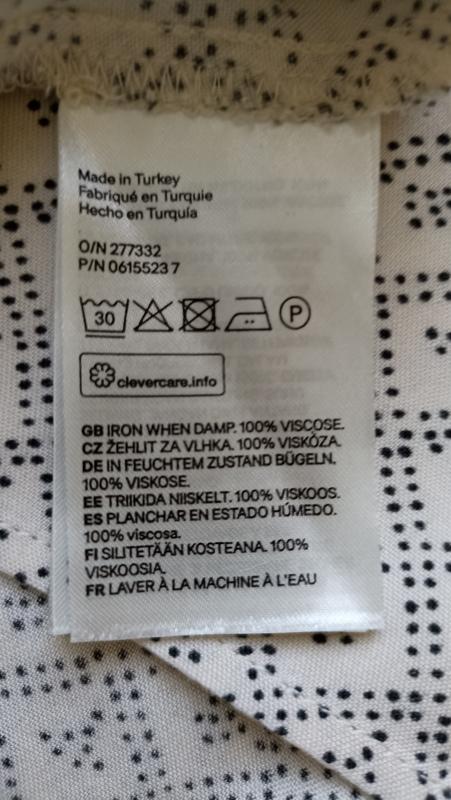 Made in Turkey
Fabriqué en Turquie
Hecho en Turquía
O/N 277332
P/N 0615523 7
30
P
clevercare.info
GB IRON WHEN DAMP. 100% VISCOSE.
CZ ŽEHLIT ZA VLHKA. 100% VISKÓZA.
DE IN FEUCHTEM ZUSTAND BÜGELN.
100% VISKOSE.
EE TRIIKIDA NIISKELT. 100% VISKOOS.
ES PLANCHAR EN ESTADO HÚMEDO.
100% viscosa.
FI SILITETÄÄN KOSTEANA. 100%
VISKOOSIA.
FR LAVER À LA MACHINE À L'EAU